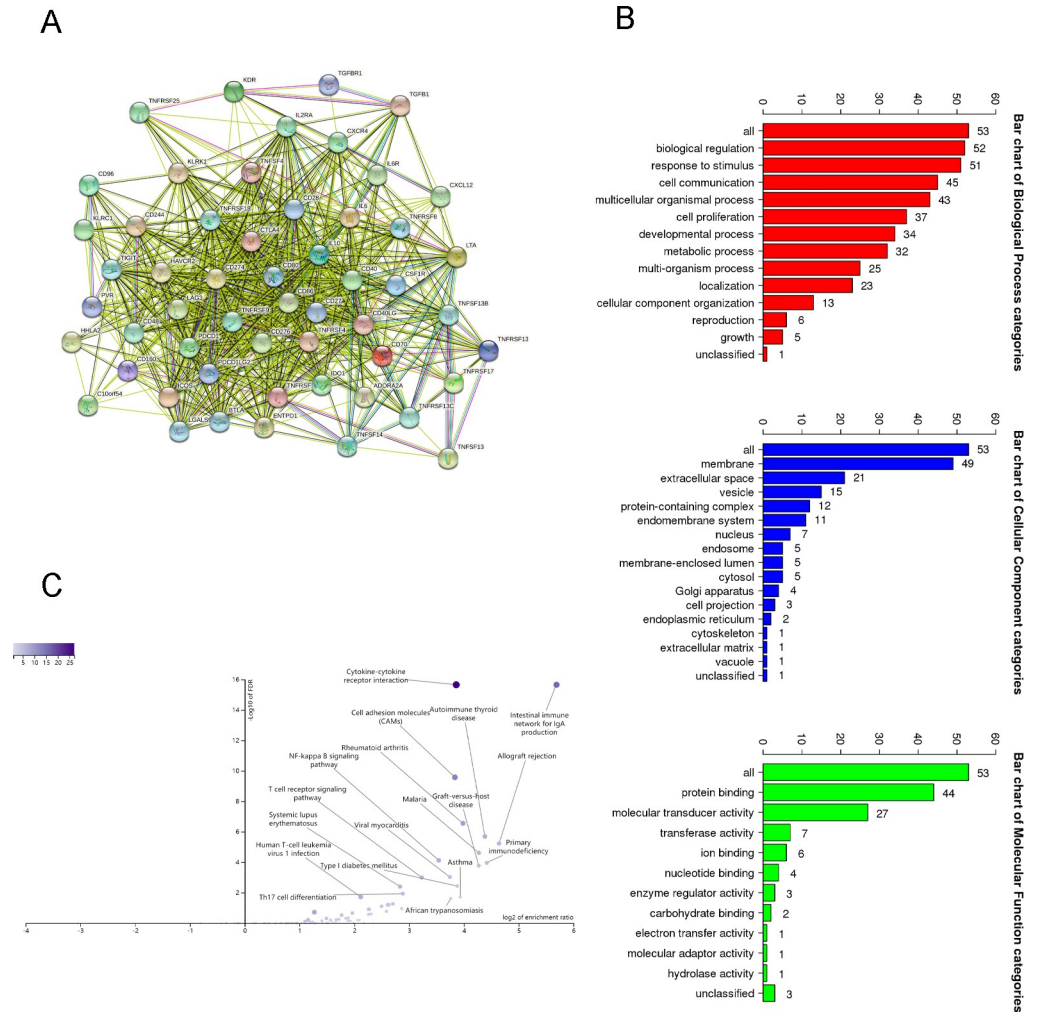 A
KDR
TGFBR1
TNFRSF25
TGFB1
IL2RA
CXCR4
KLRK1
TNFSF4
IL6R
CD96
CXCL12
CD28
KLRC1
CD244
TNFRSF18
IL6
TNFRSF8
CTLA4
IL10
LTA
TIGIT
HAVCR2
CD274
CD80
CD40
CSF1R
PVR
LAG3
CD86
CD27
TNFSF13B
TNFRSF9
CD40LG
HHLA2
CD48
PDCD1
CD276
TNFRSF4
TNFRSF13
CD70
CD160
PDCD1LG2
IDO1
ADORA2A
TNFRSF17
C10orf54
ICOS
TNFRSF
TNFRSF13C
LGALS
BTLA
ENTPD1
TNFSF14
TNFSF13
B
0 10 20 30 40 50 60
all 53
biological regulation 52
response to stimulus 51
cell communication 45
multicellular organismal process 43
cell proliferation 37
developmental process 34
metabolic process 32
multi-organism process 25
localization 23
cellular component organization 13
reproduction 6
growth 5
unclassified 1
Bar chart of Biological Process categories
0 10 20 30 40 50 60
all 53
membrane 49
extracellular space 21
vesicle 15
protein-containing complex 12
endomembrane system 11
nucleus 7
endosome 5
membrane-enclosed lumen 5
cytosol 5
Golgi apparatus 4
cell projection 3
endoplasmic reticulum 2
cytoskeleton 1
extracellular matrix 1
vacuole 1
unclassified 1
Bar chart of Cellular Component categories
0 10 20 30 40 50 60
all 53
protein binding 44
molecular transducer activity 27
transferase activity 7
ion binding 6
nucleotide binding 4
enzyme regulator activity 3
carbohydrate binding 2
electron transfer activity 1
molecular adaptor activity 1
hydrolase activity 1
unclassified 3
Bar chart of Molecular Function categories
C
5 10 15 20 25
16
14
12
10
8
6
4
2
-Log10 of FDR
Cytokine-cytokine
receptor interaction
Cell adhesion molecules
(CAMs)
Autoimmune thyroid
disease
Intestinal immune
network for IgA
production
Rheumatoid arthritis
NF-kappa B signaling
pathway
Allograft rejection
T cell receptor signaling
pathway
Malaria
Graft-versus-host
disease
Systemic lupus
erythematosus
Viral myocarditis
Primary
immunodeficiency
Human T-cell leukemia
virus 1 infection
Asthma
Type I diabetes mellitus
Th17 cell differentiation
African trypanosomiasis
log2 of enrichment ratio
-4 -3 -2 -1 0 1 2 3 4 5 6